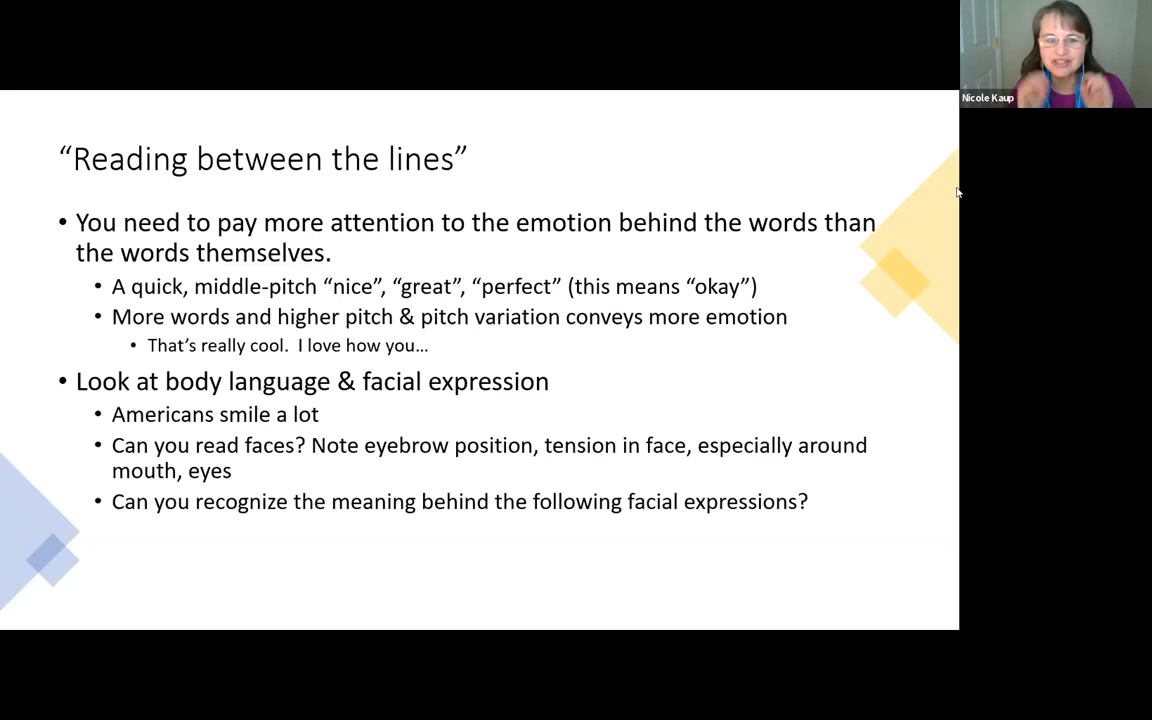 Nicole Kaup
“Reading between the lines”
• You need to pay more attention to the emotion behind the words than
the words themselves.
• A quick, middle-pitch “nice”, “great”, “perfect” (this means “okay”)
• More words and higher pitch & pitch variation conveys more emotion
• That’s really cool.  I love how you…
• Look at body language & facial expression
• Americans smile a lot
• Can you read faces? Note eyebrow position, tension in face, especially around
mouth, eyes
• Can you recognize the meaning behind the following facial expressions?